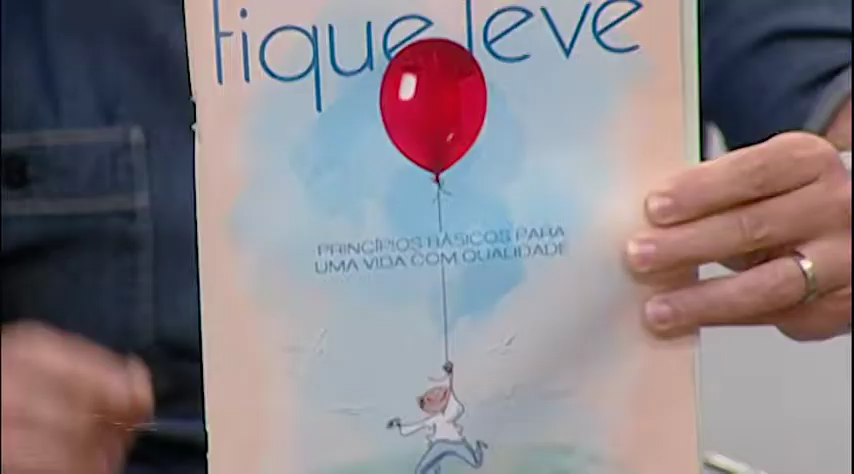 fique leve
PRINCÍPIOS BÁSICOS PARA
UMA VIDA COM QUALIDADE